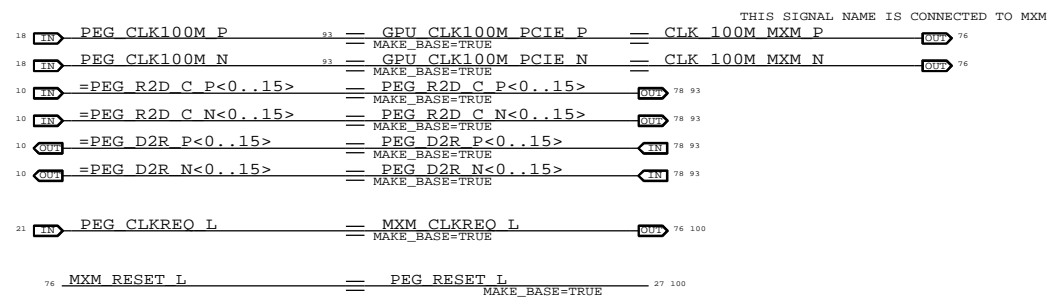 THIS SIGNAL NAME IS CONNECTED TO MXM
18 IN PEG_CLK100M_P 93 GPU_CLK100M_PCIE_P CLK_100M_MXM_P OUT 76
MAKE_BASE=TRUE
18 IN PEG_CLK100M_N 93 GPU_CLK100M_PCIE_N CLK_100M_MXM_N OUT 76
MAKE_BASE=TRUE
10 IN =PEG_R2D_C_P<0..15> PEG_R2D_C_P<0..15> OUT 78 93
MAKE_BASE=TRUE
10 IN =PEG_R2D_C_N<0..15> PEG_R2D_C_N<0..15> OUT 78 93
MAKE_BASE=TRUE
10 OUT =PEG_D2R_P<0..15> PEG_D2R_P<0..15> IN 78 93
MAKE_BASE=TRUE
10 OUT =PEG_D2R_N<0..15> PEG_D2R_N<0..15> IN 78 93
MAKE_BASE=TRUE
21 IN PEG_CLKREQ_L MXM_CLKREQ_L OUT 76 100
MAKE_BASE=TRUE
76 MXM_RESET_L PEG_RESET_L 27 100
MAKE_BASE=TRUE